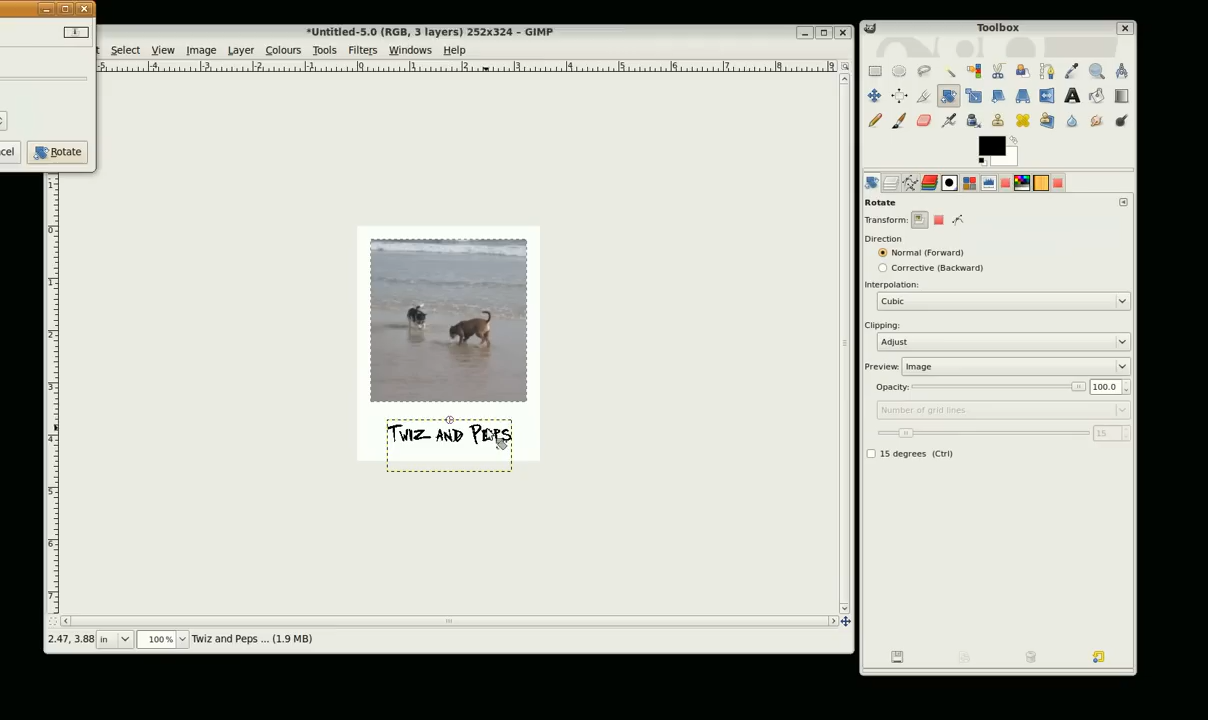 *Untitled-5.0 (RGB, 3 layers) 252x324 – GIMP
Select View Image Layer Colours Tools Filters Windows Help
Rotate
Twiz and Peps
2.47, 3.88 in 100% Twiz and Peps ... (1.9 MB)
Toolbox
Rotate
Transform:
Direction
Normal (Forward)
Corrective (Backward)
Interpolation:
Cubic
Clipping:
Adjust
Preview: Image
Opacity: 100.0
Number of grid lines
15
15 degrees (Ctrl)